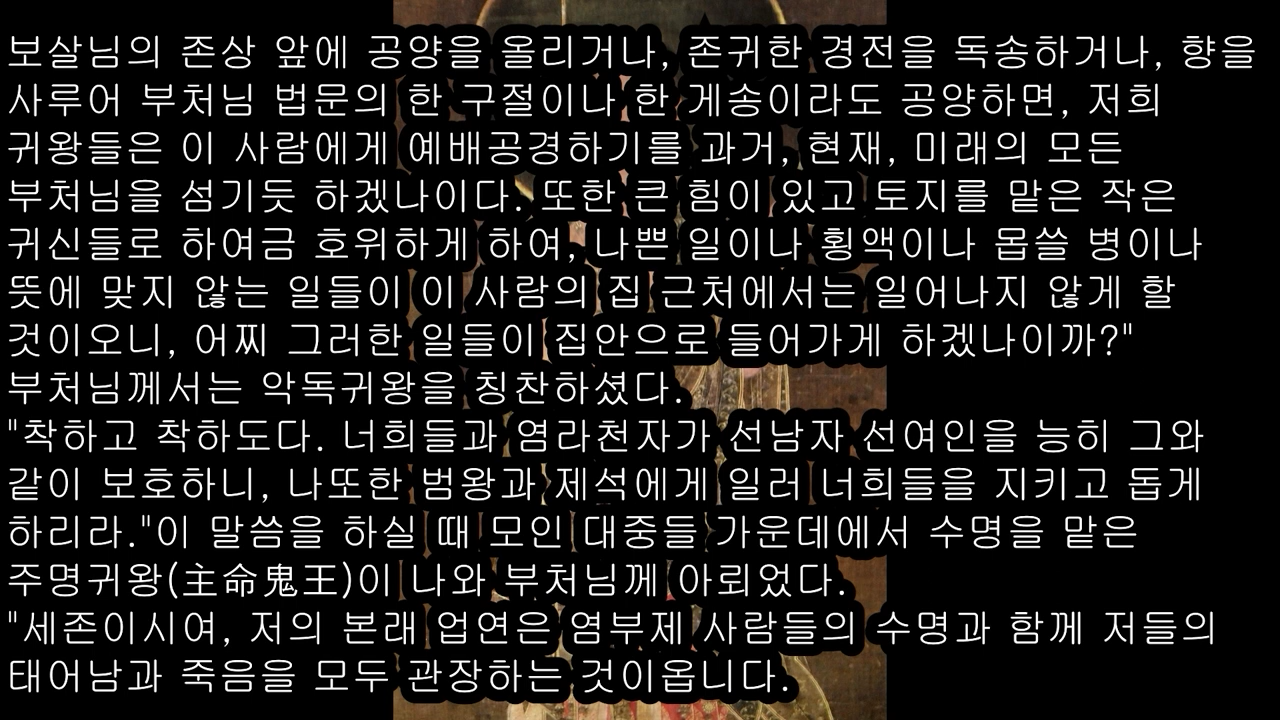 보살님의 존상 앞에 공양을 올리거나, 존귀한 경전을 독송하거나, 향을
사루어 부처님 법문의 한 구절이나 한 게송이라도 공양하면, 저희
귀왕들은 이 사람에게 예배공경하기를 과거, 현재, 미래의 모든
부처님을 섬기듯 하겠나이다. 또한 큰 힘이 있고 토지를 맡은 작은
귀신들로 하여금 호위하게 하여, 나쁜 일이나 횡액이나 몹쓸 병이나
뜻에 맞지 않는 일들이 이 사람의 집 근처에서는 일어나지 않게 할
것이오니, 어찌 그러한 일들이 집안으로 들어가게 하겠나이까?"
부처님께서는 악독귀왕을 칭찬하셨다.
"착하고 착하도다. 너희들과 염라천자가 선남자 선여인을 능히 그와
같이 보호하니, 나또한 범왕과 제석에게 일러 너희들을 지키고 돕게
하리라."이 말씀을 하실 때 모인 대중들 가운데에서 수명을 맡은
주명귀왕(主命鬼王)이 나와 부처님께 아뢰었다.
"세존이시여, 저의 본래 업연은 염부제 사람들의 수명과 함께 저들의
태어남과 죽음을 모두 관장하는 것이옵니다.